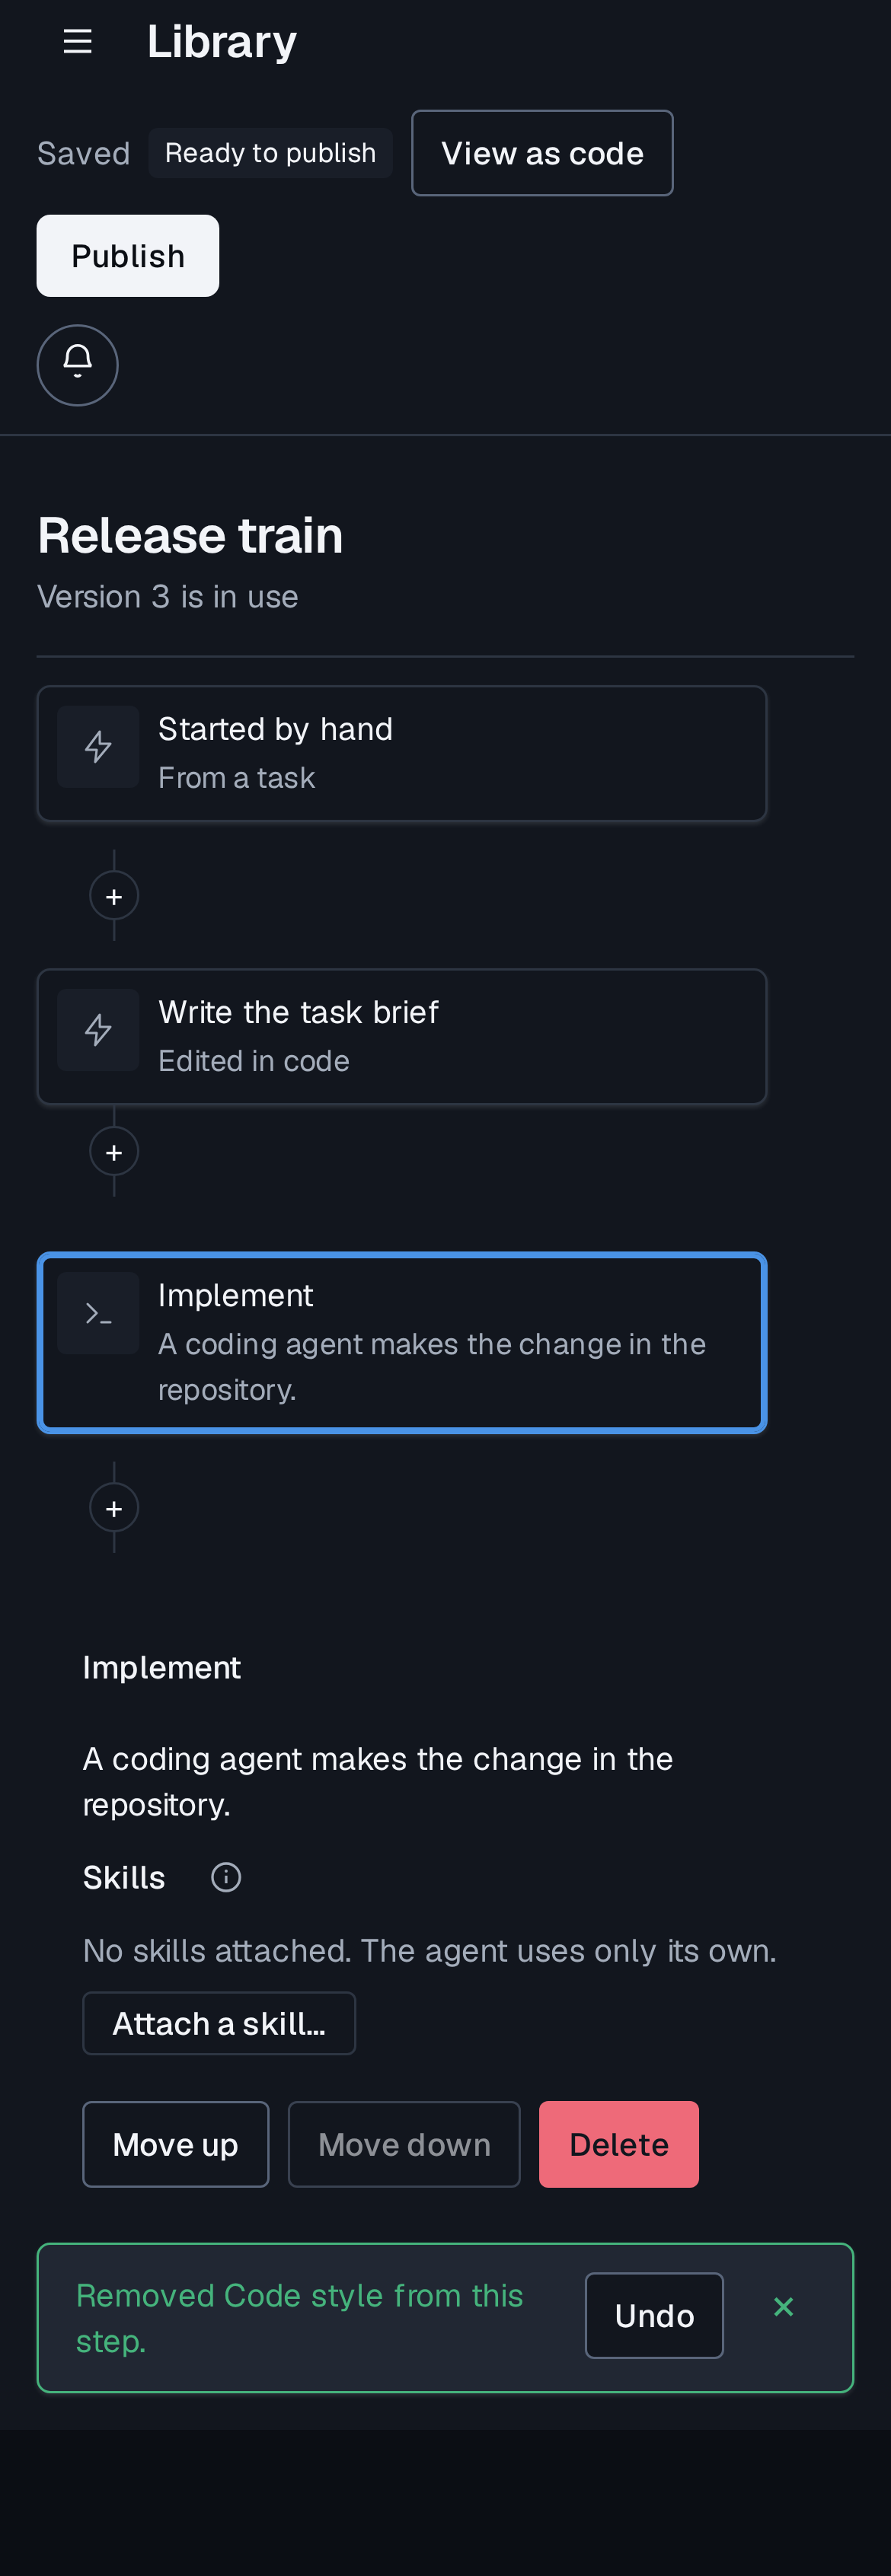 Library
Saved
Ready to publish
View as code
Publish
Release train
Version 3 is in use
Started by hand
From a task
+
Write the task brief
Edited in code
+
Implement
A coding agent makes the change in the
repository.
+
Implement
A coding agent makes the change in the
repository.
Skills
No skills attached. The agent uses only its own.
Attach a skill...
Move up
Move down
Delete
Removed Code style from this
step.
Undo